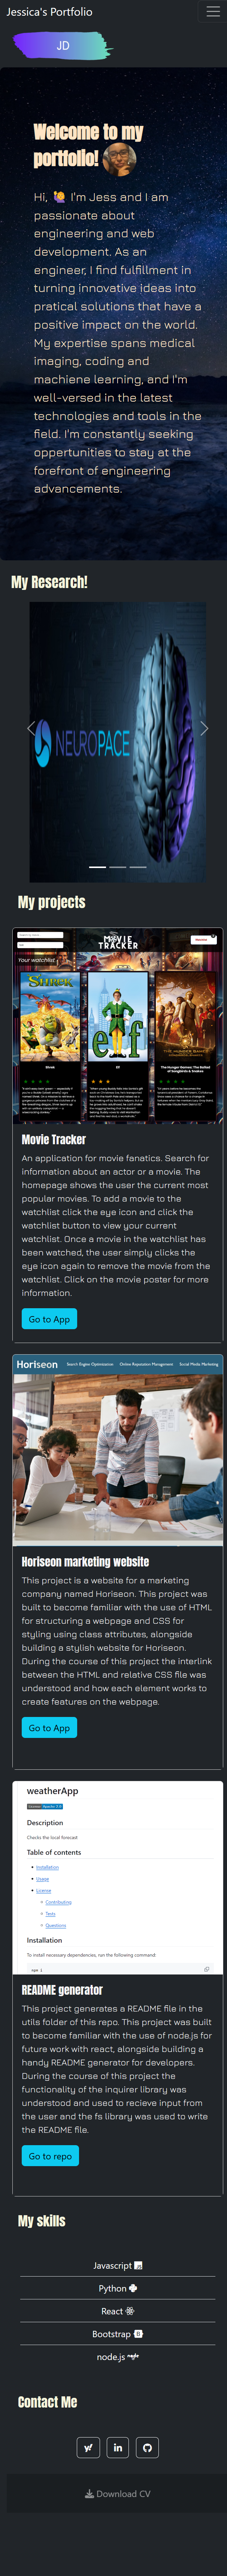 Jessica's Portfolio
JD
Welcome to my
portfolio!
Hi, I'm Jess and I am
passionate about
engineering and web
development. As an
engineer, I find fulfillment in
turning innovative ideas into
pratical solutions that have a
positive impact on the world.
My expertise spans medical
imaging, coding and
machiene learning, and I'm
well-versed in the latest
technologies and tools in the
field. I'm constantly seeking
oppertunities to stay at the
forefront of engineering
advancements.
My Research!
NEUROPACE
My projects
MOVIE
TRACKER
Your watchlist
SHREK
elf
Shrek
Elf
The Hunger Games: The Ballad
of Songbirds & Snakes
Movie Tracker
An application for movie fanatics. Search for
information about an actor or a movie. The
homepage shows the user the current most
popular movies. To add a movie to the
watchlist click the eye icon and click the
watchlist button to view your current
watchlist. Once a movie in the watchlist has
been watched, the user simply clicks the
eye icon again to remove the movie from the
watchlist. Click on the movie poster for more
information.
Go to App
Horiseon
Search Engine Optimization Online Reputation Management Social Media Marketing
Horiseon marketing website
This project is a website for a marketing
company named Horiseon. This project was
built to become familiar with the use of HTML
for structuring a webpage and CSS for
styling using class attributes, alongside
building a stylish website for Horiseon.
During the course of this project the interlink
between the HTML and relative CSS file was
understood and how each element works to
create features on the webpage.
Go to App
weatherApp
Description
Checks the local forecast
Table of contents
Installation
Usage
License
Contributing
Tests
Questions
Installation
To install necessary dependencies, run the following command:
npm i
README generator
This project generates a README file in the
utils folder of this repo. This project was built
to become familiar with the use of node.js for
future work with react, alongside building a
handy README generator for developers.
During the course of this project the
functionality of the inquirer library was
understood and used to recieve input from
the user and the fs library was used to write
the README file.
Go to repo
My skills
Javascript
Python
React
Bootstrap
node.js
Contact Me
Download CV